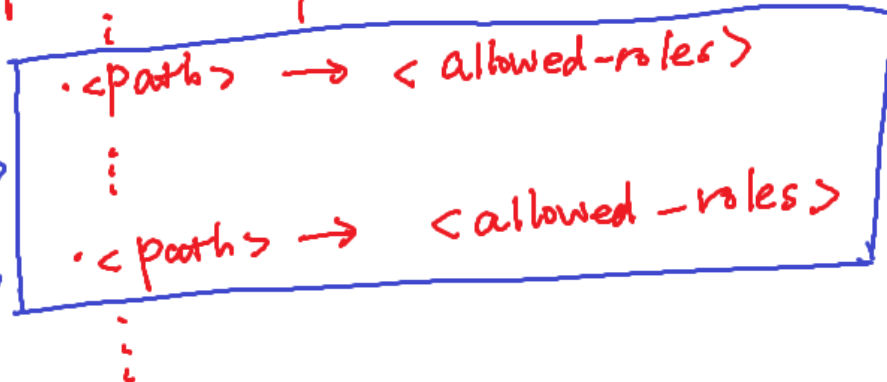 .<path> → <allowed-roles>
.<path> → <allowed-roles>